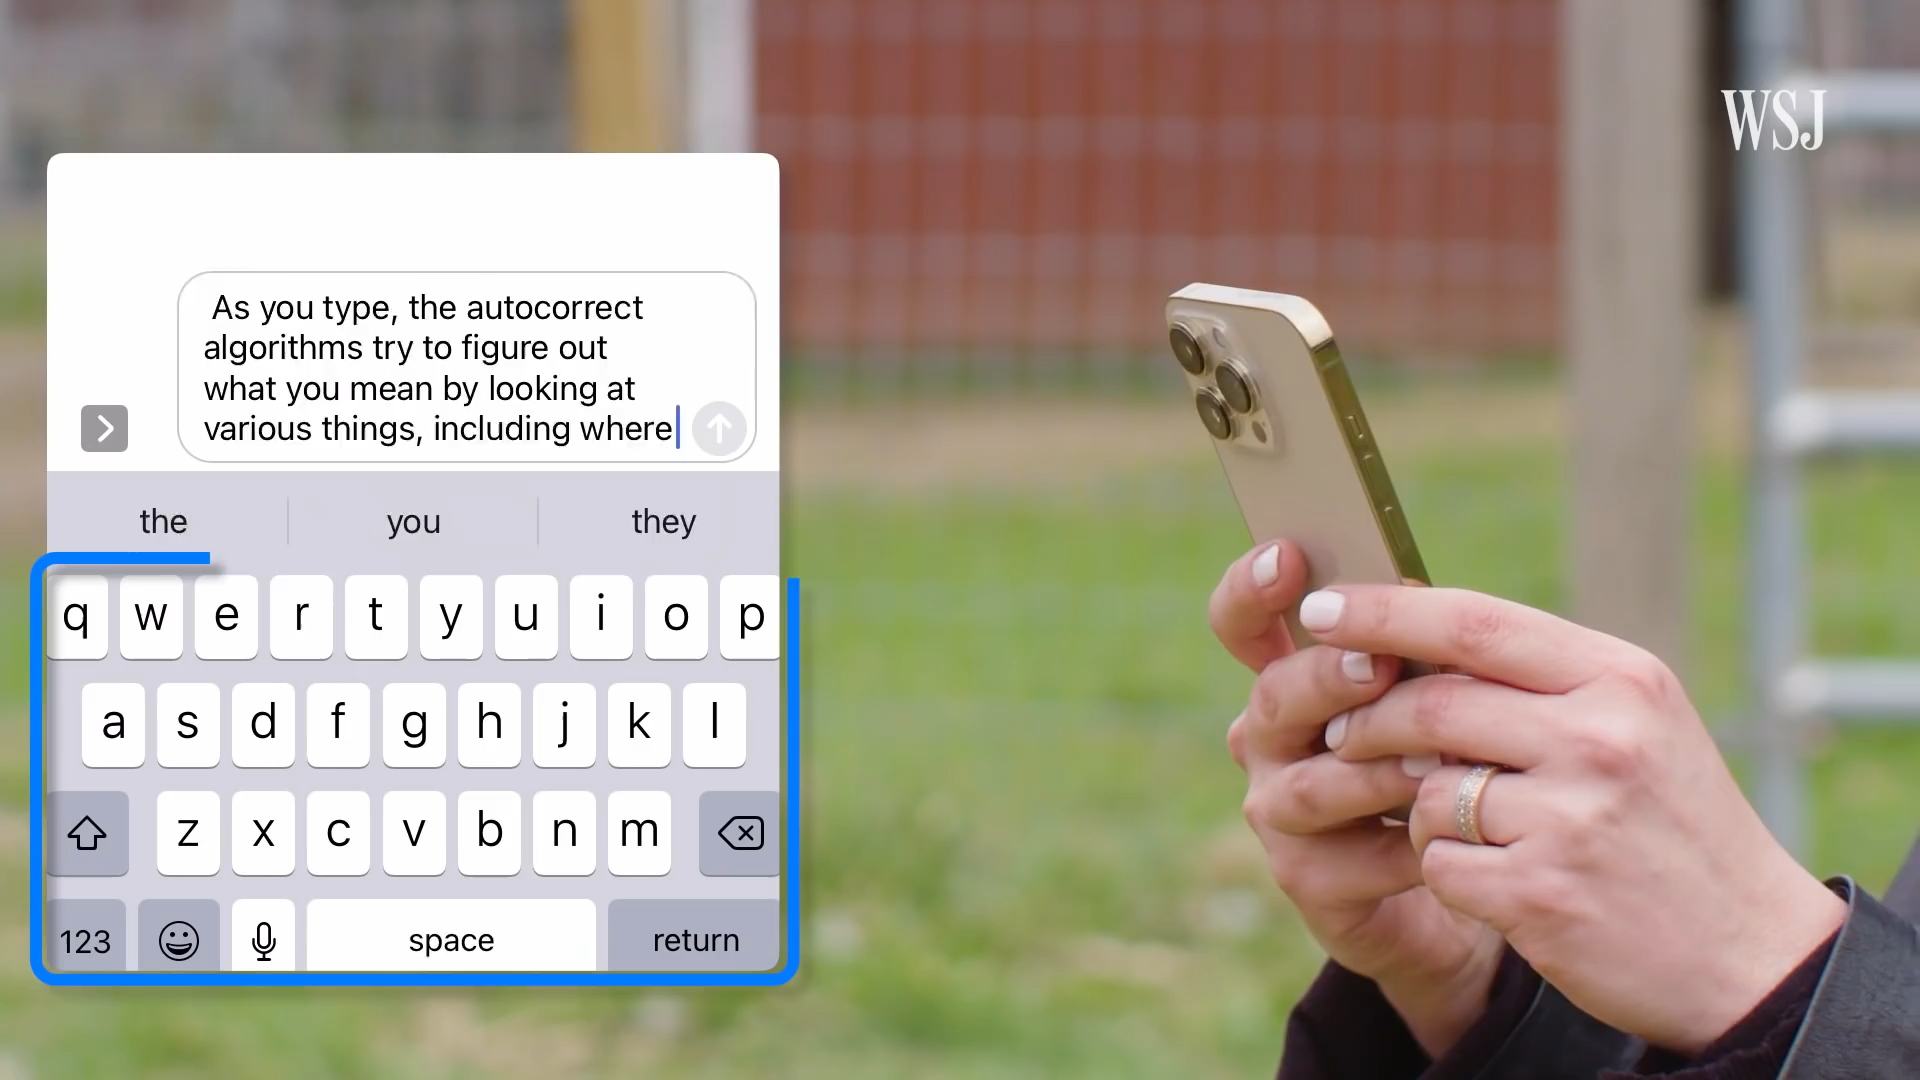 WSJ
As you type, the autocorrect
algorithms try to figure out
what you mean by looking at
various things, including where
the you they
q w e r t y u i o p
a s d f g h j k l
z x c v b n m
123 space return